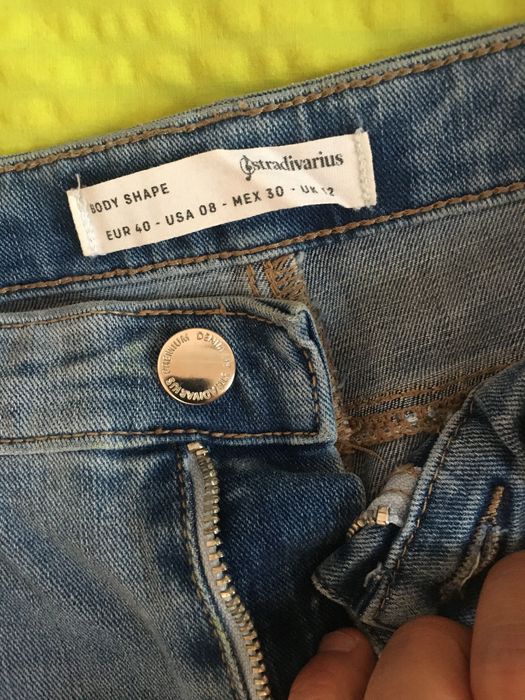 stradivarius
BODY SHAPE
EUR 40 - USA 08 - MEX 30 - UK 12
PREMIUM DENIM STRADIVARIUS